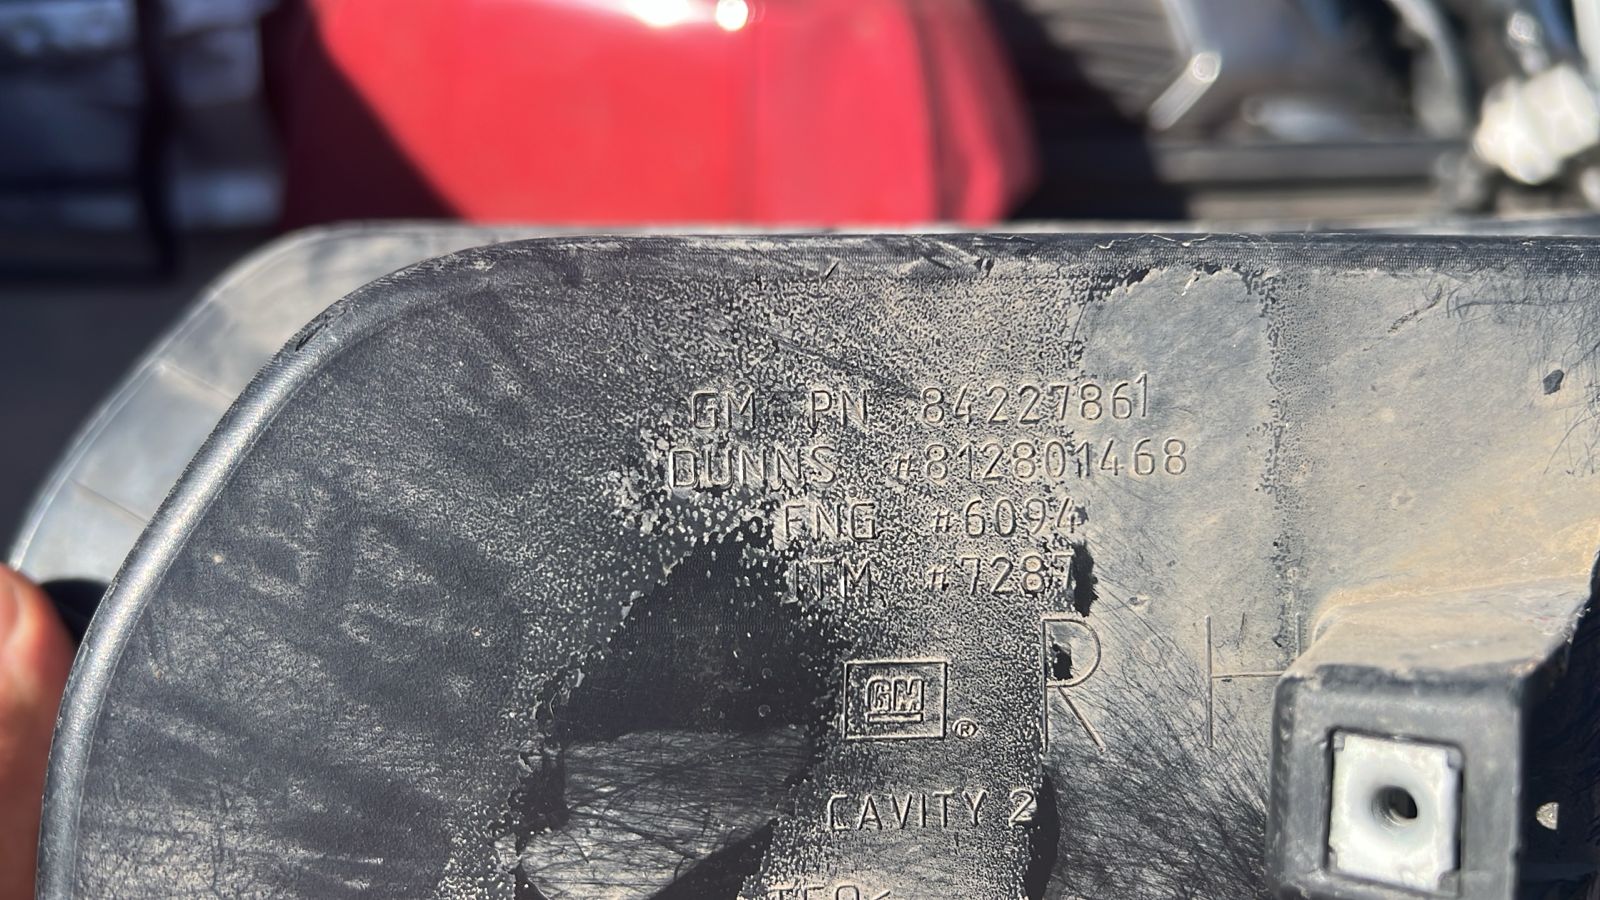 GM PN 84227861
DUNNS #812801468
ENG #6094
ITM #7287
RH
GM ®
CAVITY 2